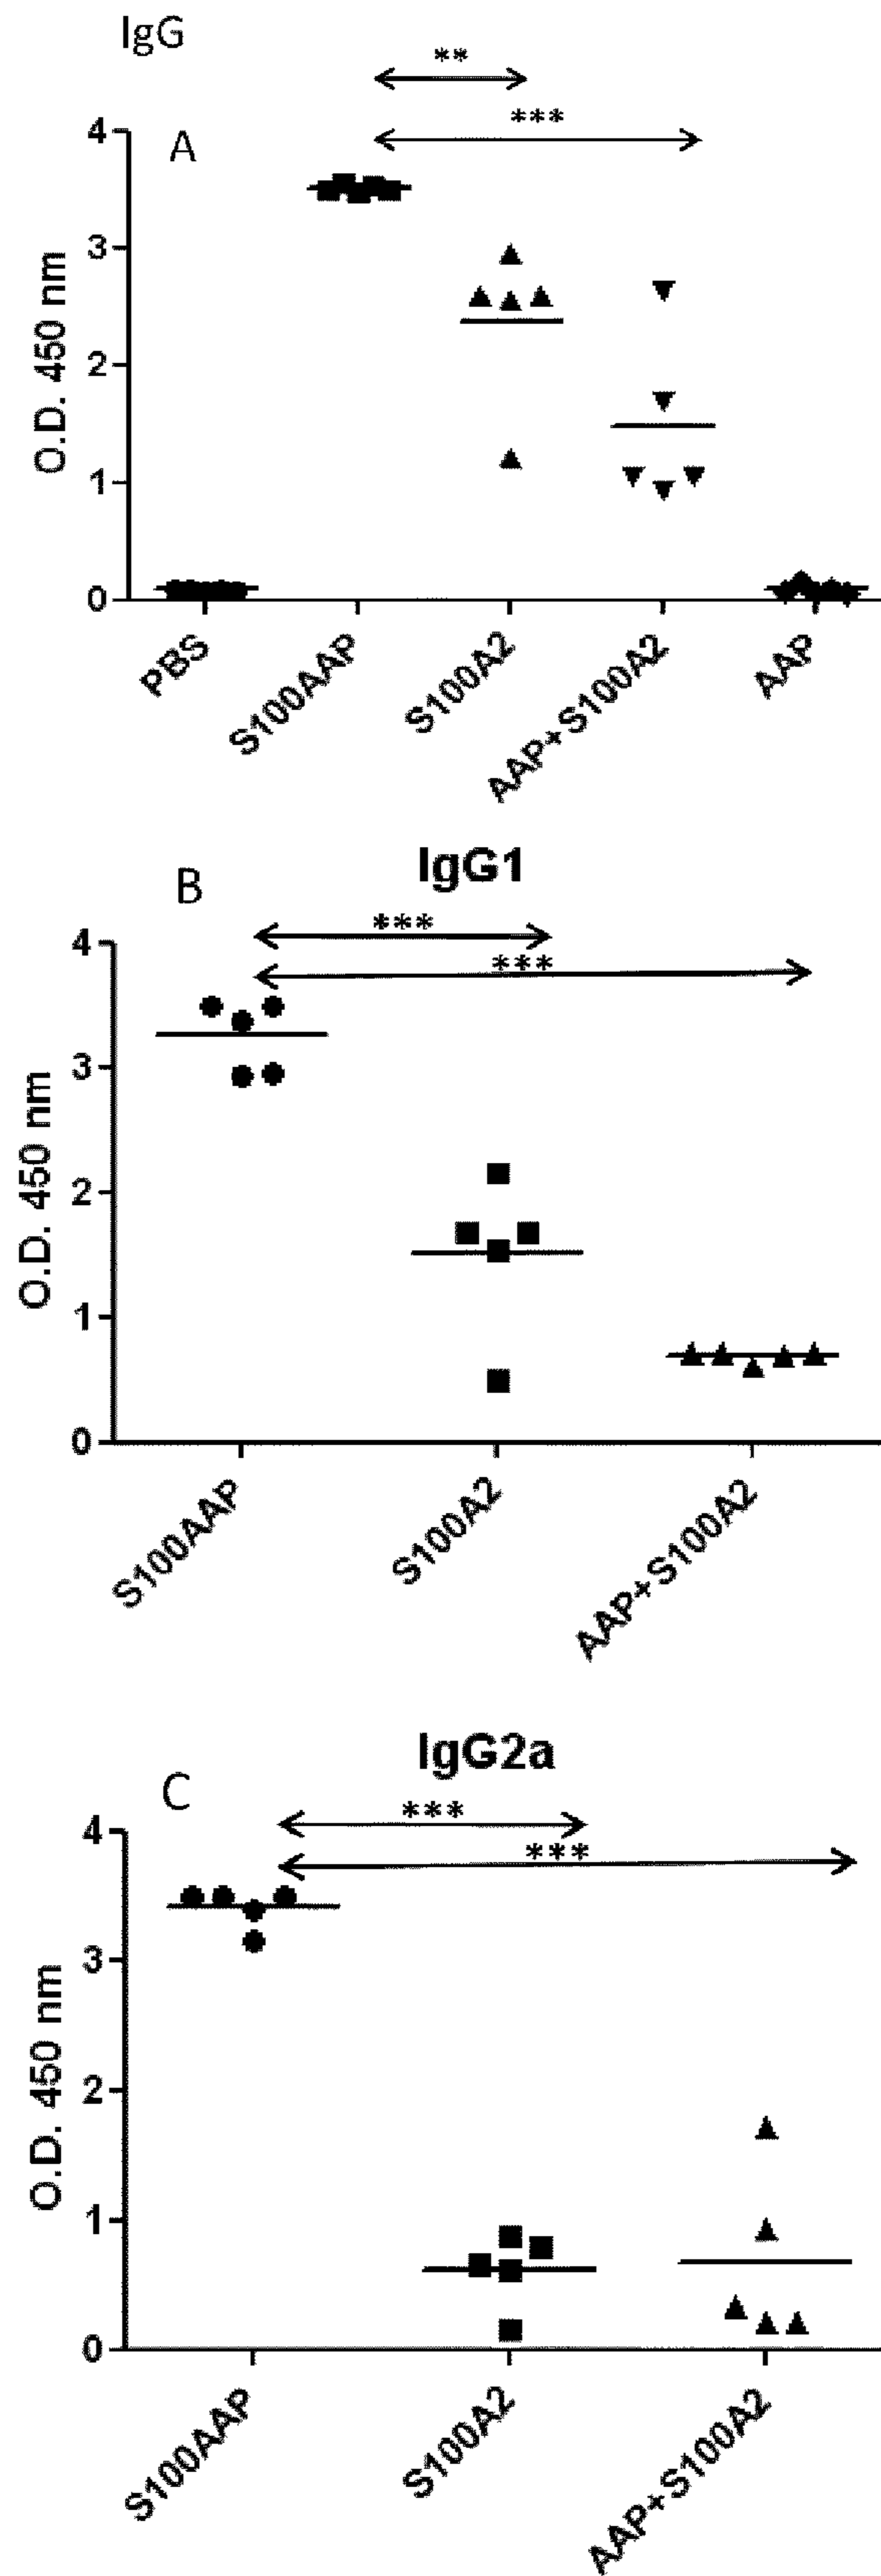 IgG
**
***
A
4
3
2
1
0
O.D. 450 nm
PBS
S100AAP
S100A2
AAP+S100A2
AAP
IgG1
B
***
***
4
3
2
1
0
O.D. 450 nm
S100AAP
S100A2
AAP+S100A2
IgG2a
C
***
***
4
3
2
1
0
O.D. 450 nm
S100AAP
S100A2
AAP+S100A2